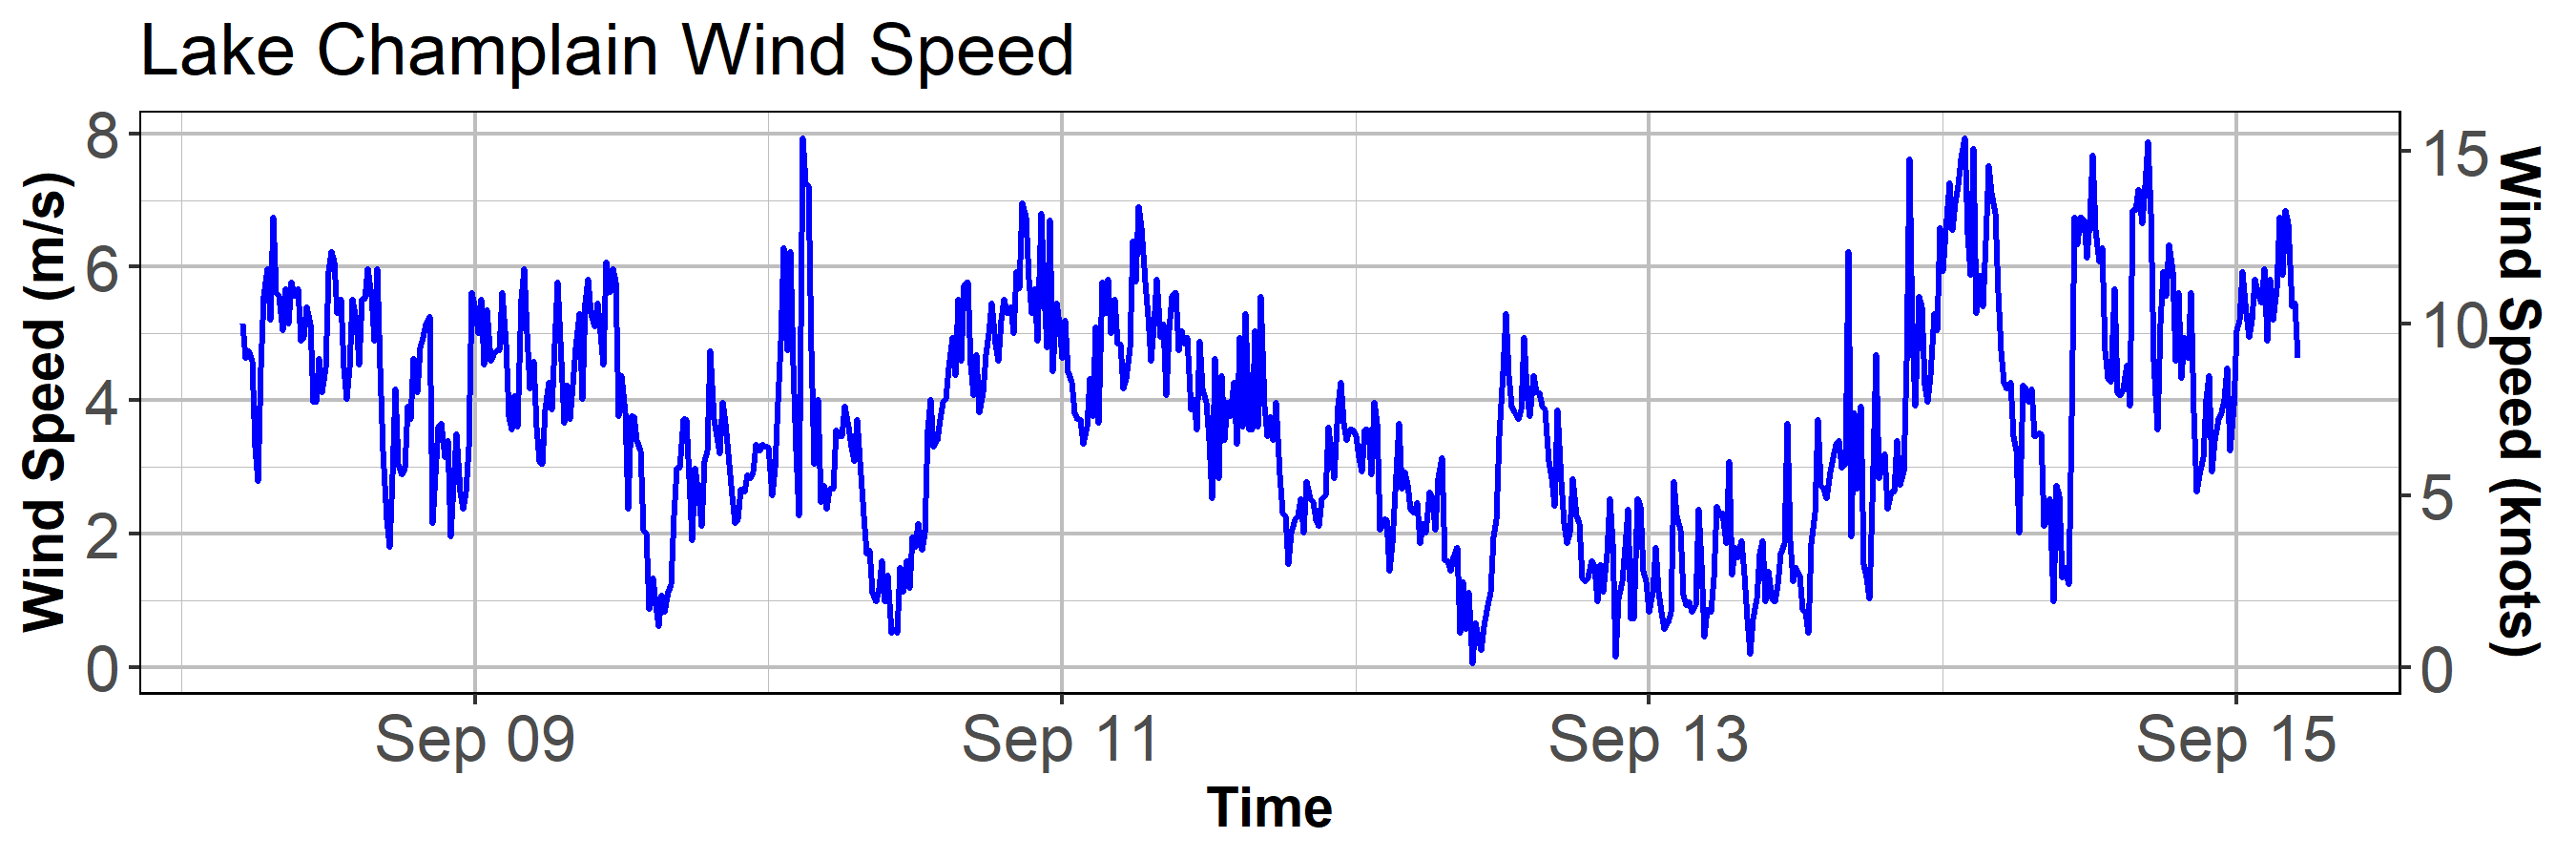 Lake Champlain Wind Speed
Wind Speed (m/s)
8
6
4
2
0
15
10
5
0
Wind Speed (knots)
Sep 09
Sep 11
Sep 13
Sep 15
Time